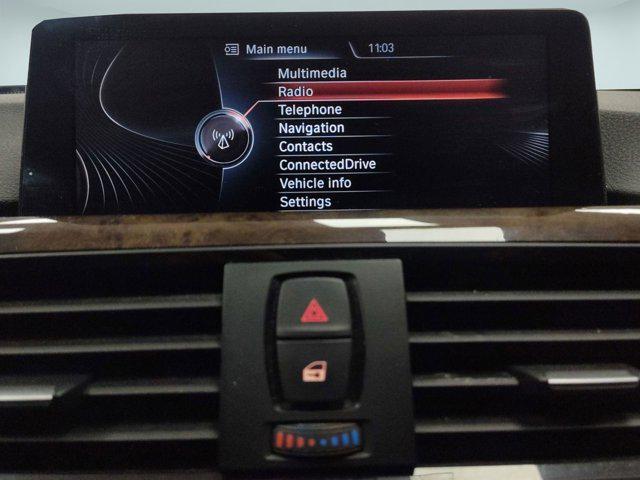 Main menu 11:03
Multimedia
Radio
Telephone
Navigation
Contacts
ConnectedDrive
Vehicle info
Settings